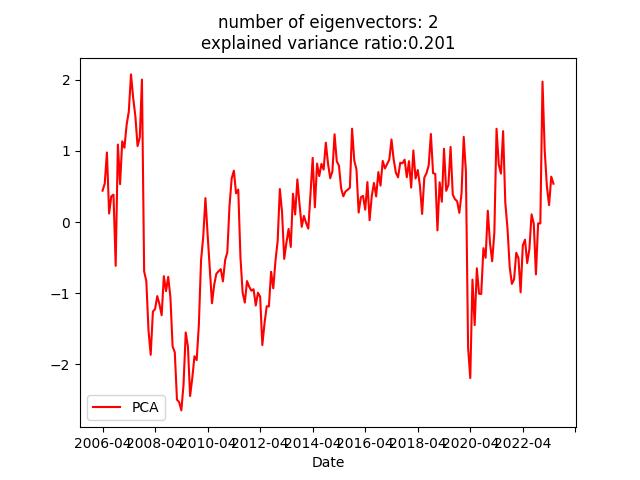 number of eigenvectors: 2
explained variance ratio:0.201
2
1
0
−1
−2
PCA
2006-04 2008-04 2010-04 2012-04 2014-04 2016-04 2018-04 2020-04 2022-04
Date